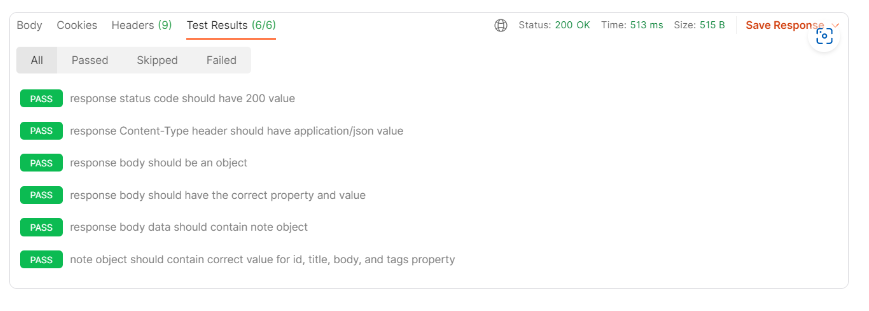 Body Cookies Headers (9) Test Results (6/6) Status: 200 OK Time: 513 ms Size: 515 B Save Response
All Passed Skipped Failed
PASS response status code should have 200 value
PASS response Content-Type header should have application/json value
PASS response body should be an object
PASS response body should have the correct property and value
PASS response body data should contain note object
PASS note object should contain correct value for id, title, body, and tags property